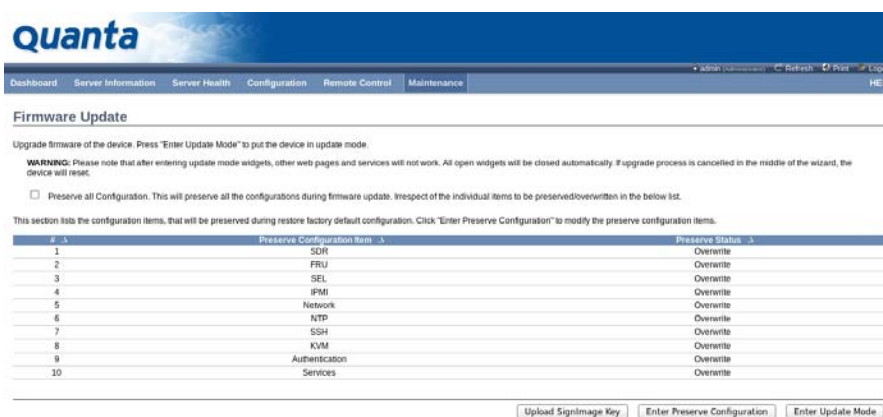 Quanta
admin (Administrator) Refresh Print Log
Dashboard Server Information Server Health Configuration Remote Control Maintenance HE
Firmware Update
Upgrade firmware of the device. Press "Enter Update Mode" to put the device in update mode.
WARNING: Please note that after entering update mode widgets, other web pages and services will not work. All open widgets will be closed automatically. If upgrade process is cancelled in the middle of the wizard, the
device will reset.
Preserve all Configuration. This will preserve all the configurations during firmware update. Irrespect of the individual items to be preserved/overwritten in the below list.
This section lists the configuration items, that will be preserved during restore factory default configuration. Click "Enter Preserve Configuration" to modify the preserve configuration items.
# Preserve Configuration Item Preserve Status
1 SDR Overwrite
2 FRU Overwrite
3 SEL Overwrite
4 IPMI Overwrite
5 Network Overwrite
6 NTP Overwrite
7 SSH Overwrite
8 KVM Overwrite
9 Authentication Overwrite
10 Services Overwrite
Upload SignImage Key Enter Preserve Configuration Enter Update Mode